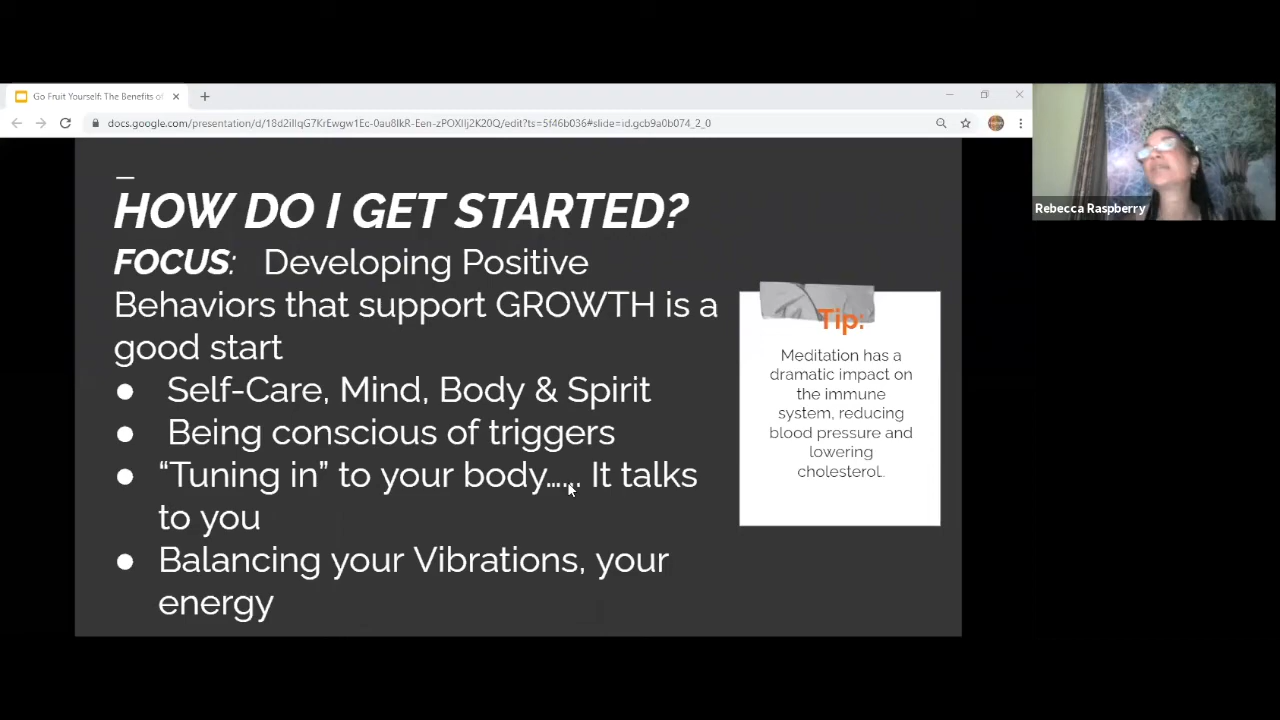 Go Fruit Yourself: The Benefits of
docs.google.com/presentation/d/18d2illqG7KrEwgw1Ec-0au8lkR-Een-zPOXIlj2K20Q/edit?ts=5f46b036#slide=id.gcb9a0b074_2_0
Rebecca Raspberry
HOW DO I GET STARTED?
FOCUS: Developing Positive
Behaviors that support GROWTH is a
good start
● Self-Care, Mind, Body & Spirit
● Being conscious of triggers
● “Tuning in” to your body...... It talks
to you
● Balancing your Vibrations, your
energy
Tip:
Meditation has a
dramatic impact on
the immune
system, reducing
blood pressure and
lowering
cholesterol..